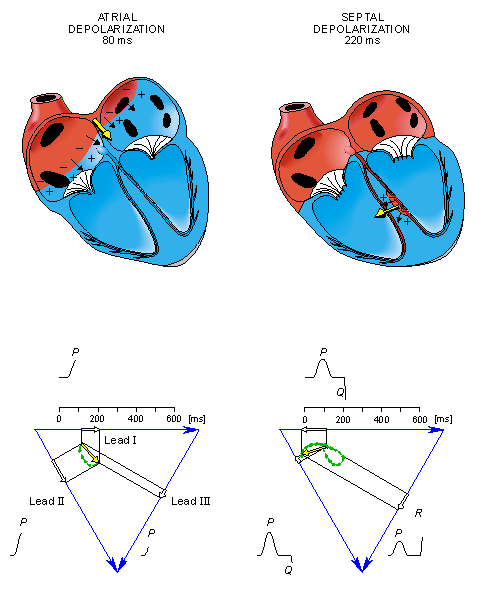 ATRIAL
DEPOLARIZATION
80 ms
SEPTAL
DEPOLARIZATION
220 ms
P
0 200 400 600 [ms]
Lead I
Lead II
Lead III
P
P
P
Q
0 200 400 600 [ms]
P
Q
P
R